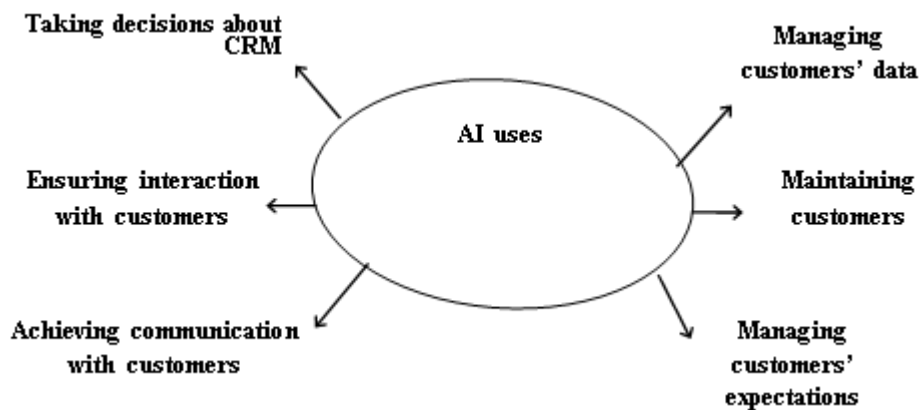 Taking decisions about
CRM
Managing
customers' data
AI uses
Ensuring interaction
with customers
Maintaining
customers
Achieving communication
with customers
Managing
customers'
expectations